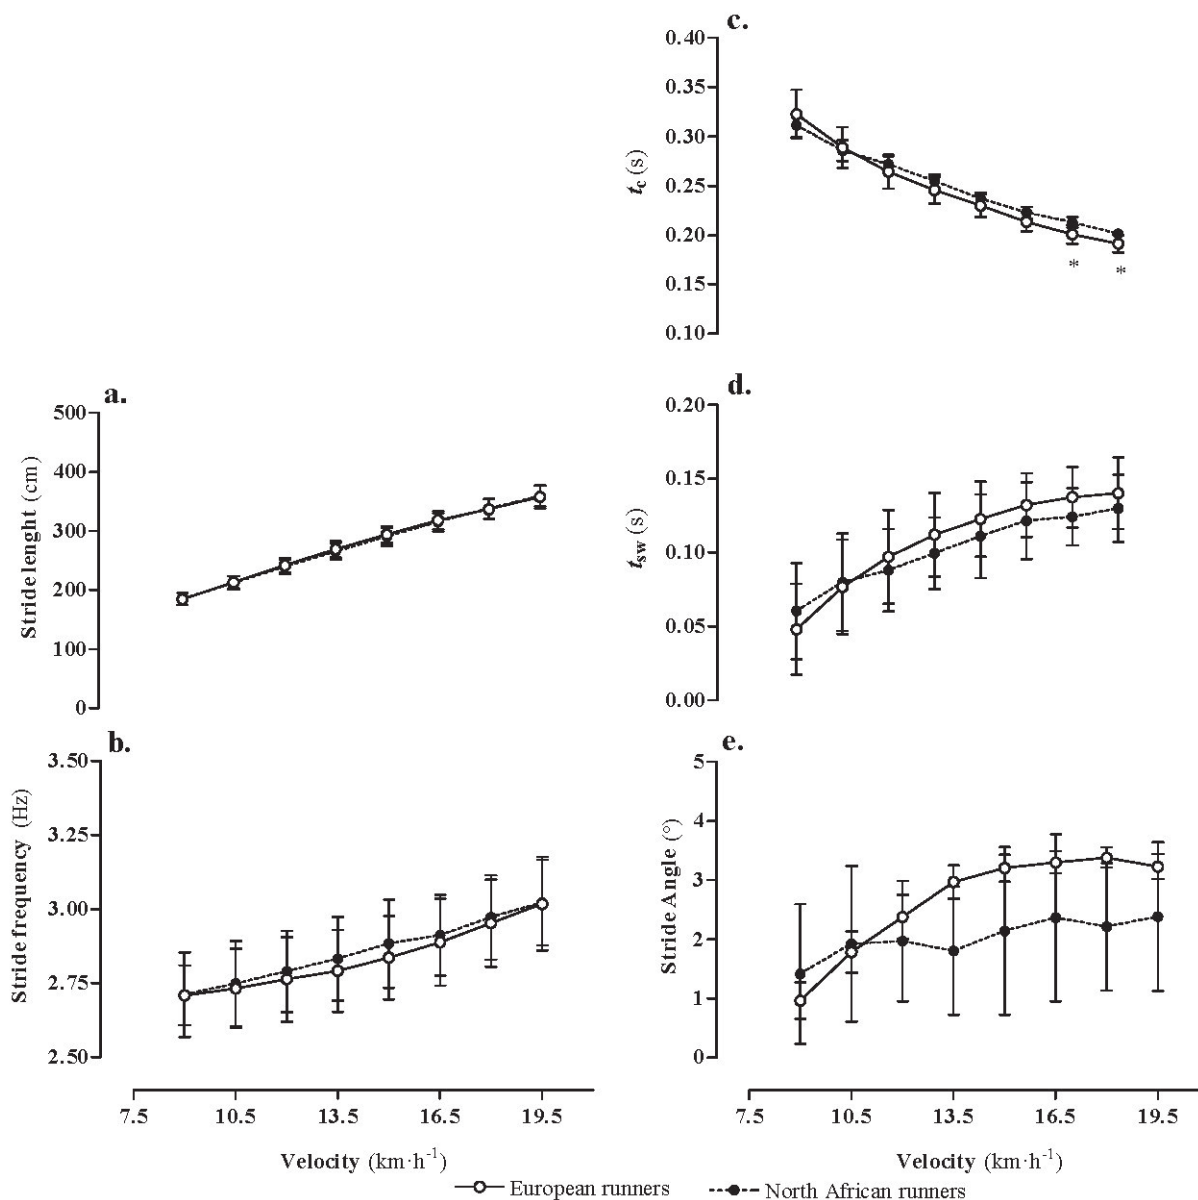 c.
0.40
0.35
0.30
0.25
0.20
0.15
0.10
tc (s)
*
*
a.
500
400
300
200
100
0
Stride lenght (cm)
d.
0.20
0.15
0.10
0.05
0.00
tsw (s)
b.
3.50
3.25
3.00
2.75
2.50
Stride frequency (Hz)
7.5 10.5 13.5 16.5 19.5
Velocity (km·h⁻¹)
e.
5
4
3
2
1
0
Stride Angle (°)
7.5 10.5 13.5 16.5 19.5
Velocity (km·h⁻¹)
European runners
North African runners